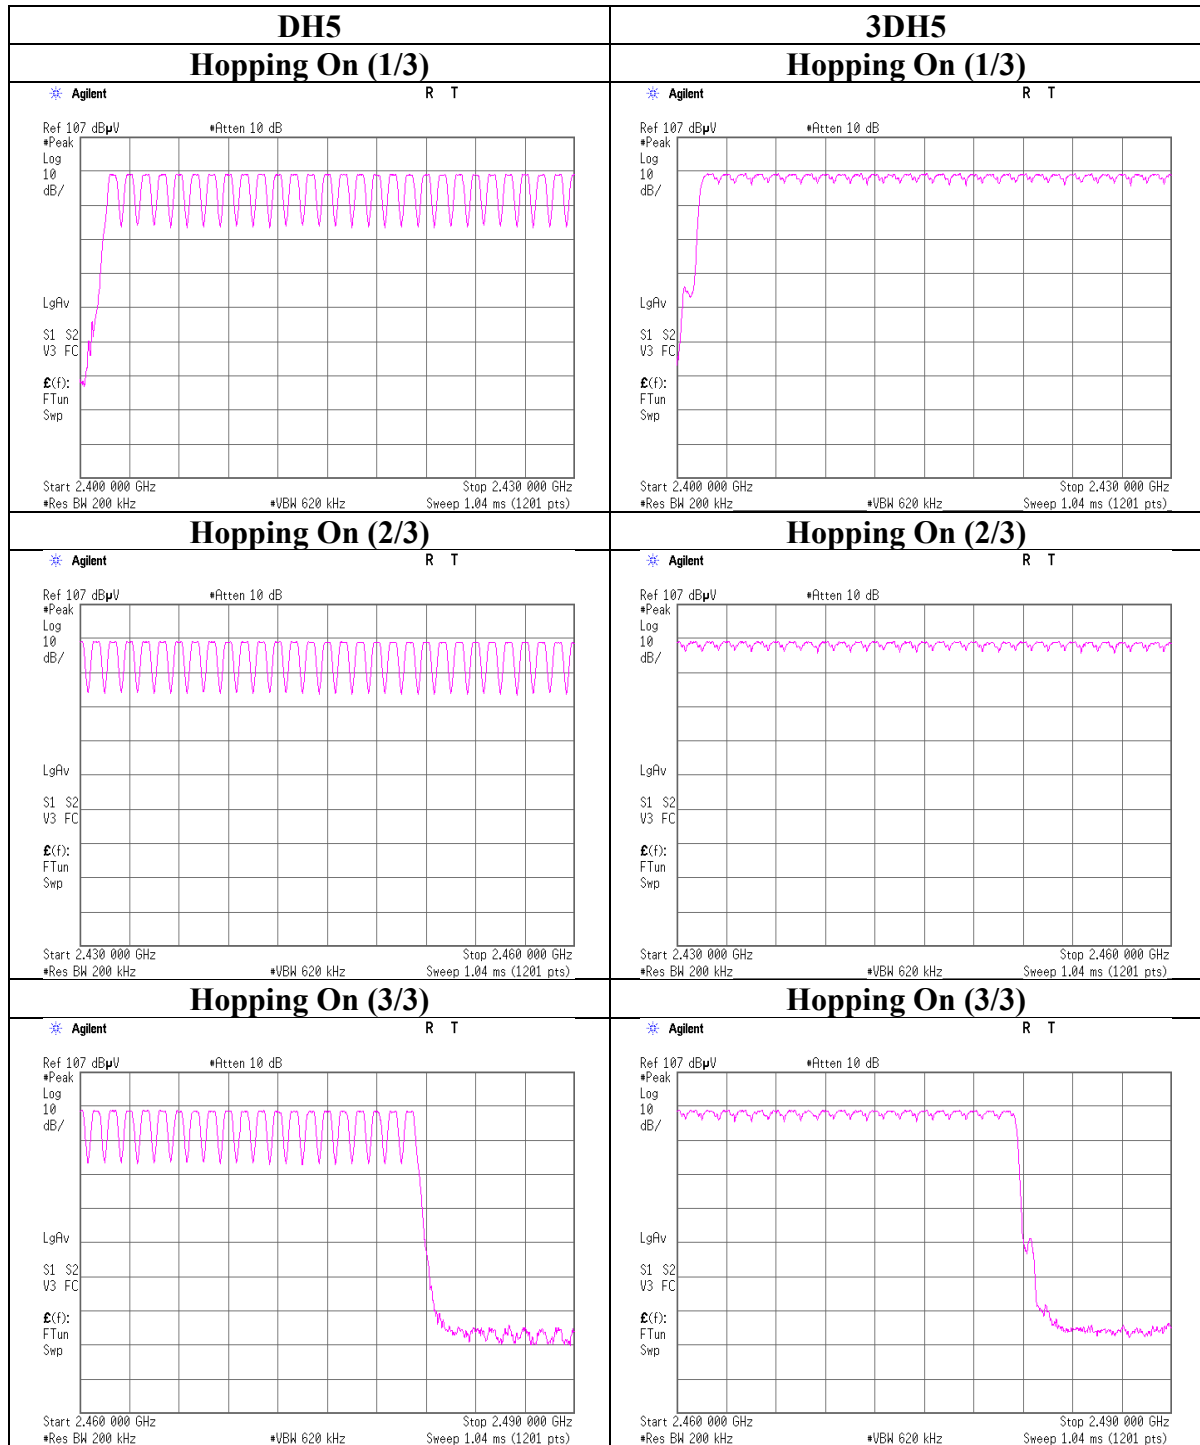 DH5 3DH5
Hopping On (1/3) Hopping On (1/3)
Agilent R T
Ref 107 dBµV #Atten 10 dB
#Peak
Log
10
dB/
LgAv
S1 S2
V3 FC
£(f):
FTun
Swp
Start 2.400 000 GHz Stop 2.430 000 GHz
#Res BW 200 kHz #VBW 620 kHz Sweep 1.04 ms (1201 pts)
Agilent R T
Ref 107 dBµV #Atten 10 dB
#Peak
Log
10
dB/
LgAv
S1 S2
V3 FC
£(f):
FTun
Swp
Start 2.400 000 GHz Stop 2.430 000 GHz
#Res BW 200 kHz #VBW 620 kHz Sweep 1.04 ms (1201 pts)
Hopping On (2/3) Hopping On (2/3)
Agilent R T
Ref 107 dBµV #Atten 10 dB
#Peak
Log
10
dB/
LgAv
S1 S2
V3 FC
£(f):
FTun
Swp
Start 2.430 000 GHz Stop 2.460 000 GHz
#Res BW 200 kHz #VBW 620 kHz Sweep 1.04 ms (1201 pts)
Agilent R T
Ref 107 dBµV #Atten 10 dB
#Peak
Log
10
dB/
LgAv
S1 S2
V3 FC
£(f):
FTun
Swp
Start 2.430 000 GHz Stop 2.460 000 GHz
#Res BW 200 kHz #VBW 620 kHz Sweep 1.04 ms (1201 pts)
Hopping On (3/3) Hopping On (3/3)
Agilent R T
Ref 107 dBµV #Atten 10 dB
#Peak
Log
10
dB/
LgAv
S1 S2
V3 FC
£(f):
FTun
Swp
Start 2.460 000 GHz Stop 2.490 000 GHz
#Res BW 200 kHz #VBW 620 kHz Sweep 1.04 ms (1201 pts)
Agilent R T
Ref 107 dBµV #Atten 10 dB
#Peak
Log
10
dB/
LgAv
S1 S2
V3 FC
£(f):
FTun
Swp
Start 2.460 000 GHz Stop 2.490 000 GHz
#Res BW 200 kHz #VBW 620 kHz Sweep 1.04 ms (1201 pts)